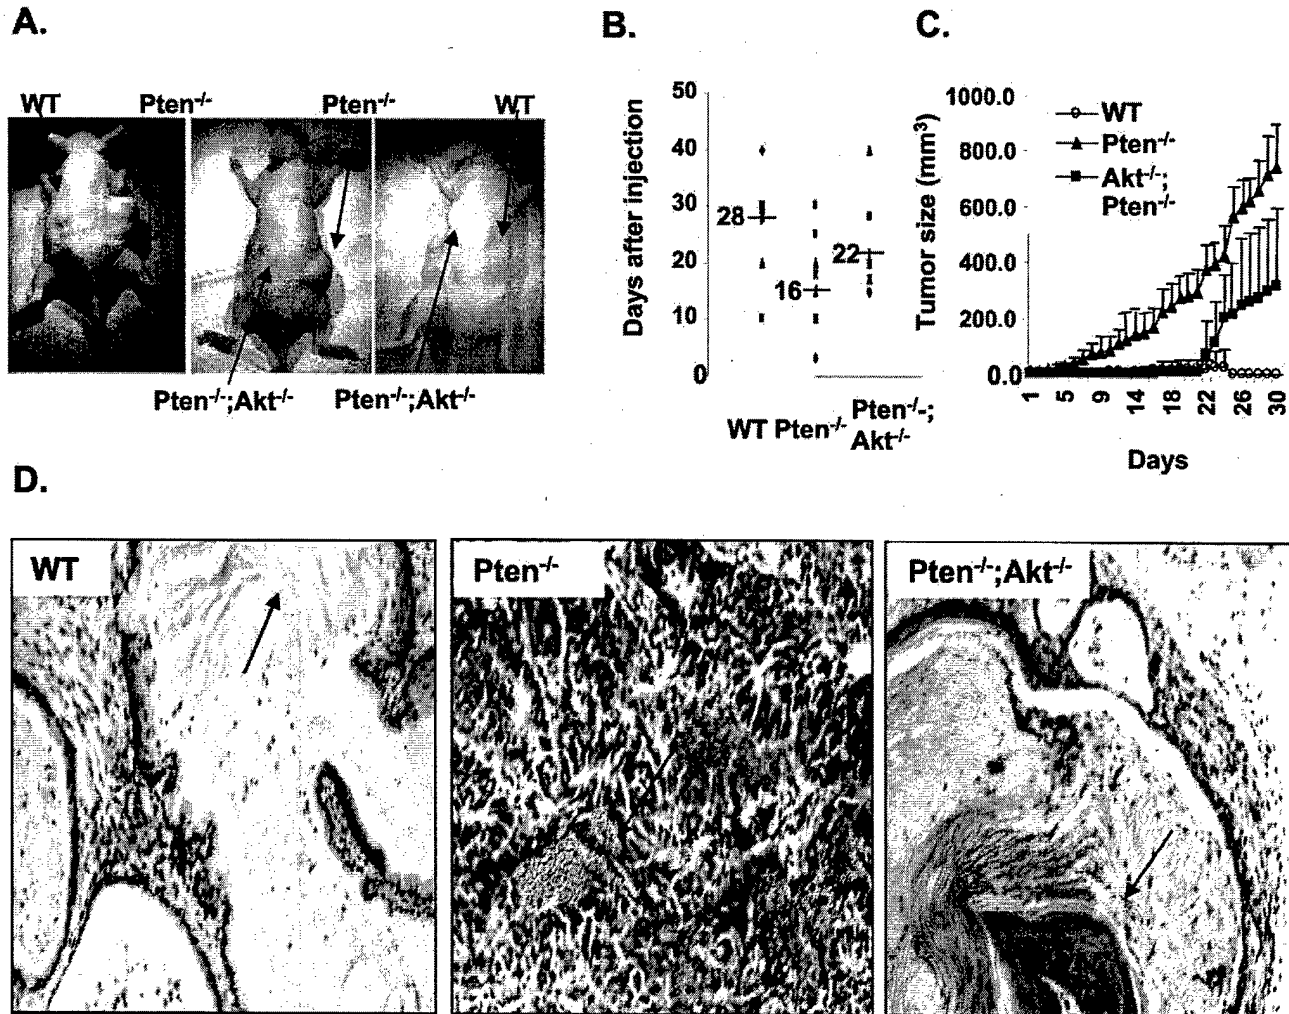 A.
WT Pten-/- Pten-/- WT
Pten-/-;Akt-/- Pten-/-;Akt-/-
B.
Days after injection
50
40
30
20
10
0
28
16
22
WT Pten-/- Pten-/-;
Akt-/-
C.
Tumor size (mm³)
1000.0
800.0
600.0
400.0
200.0
0.0
WT
Pten-/-
Akt-/-;
Pten-/-
1 5 9 14 18 22 26 30
Days
D.
WT
Pten-/-
Pten-/-;Akt-/-